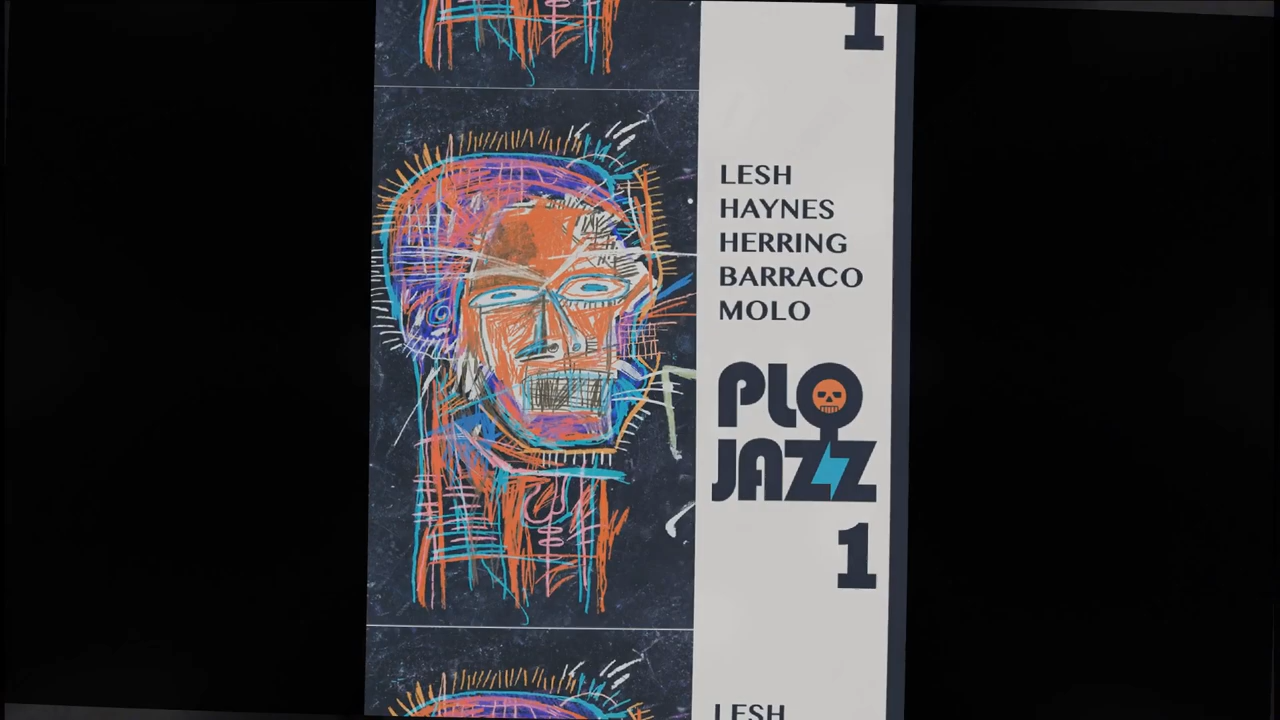 1
LESH
HAYNES
HERRING
BARRACO
MOLO
PLO
JAZZ
1
LESH